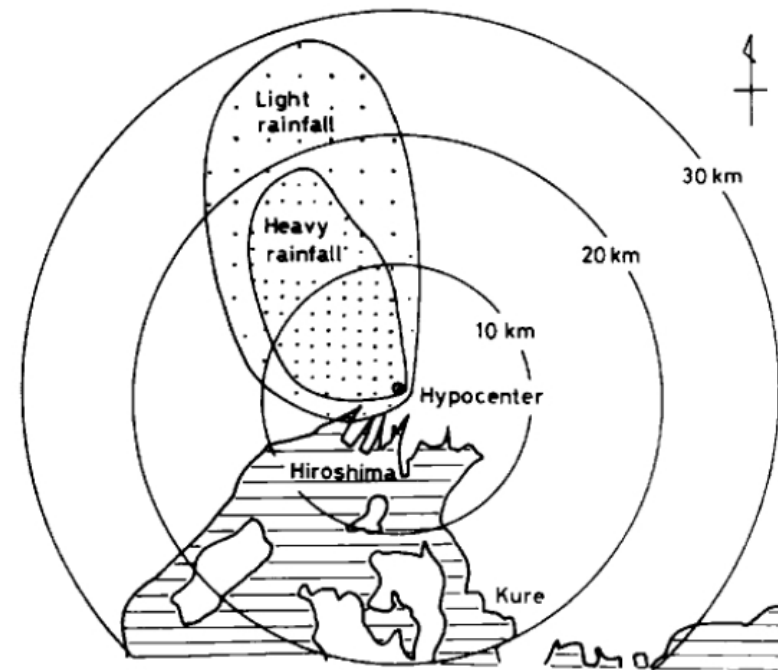 Light
rainfall
30 km
Heavy
rainfall
20 km
10 km
Hypocenter
Hiroshima
Kure